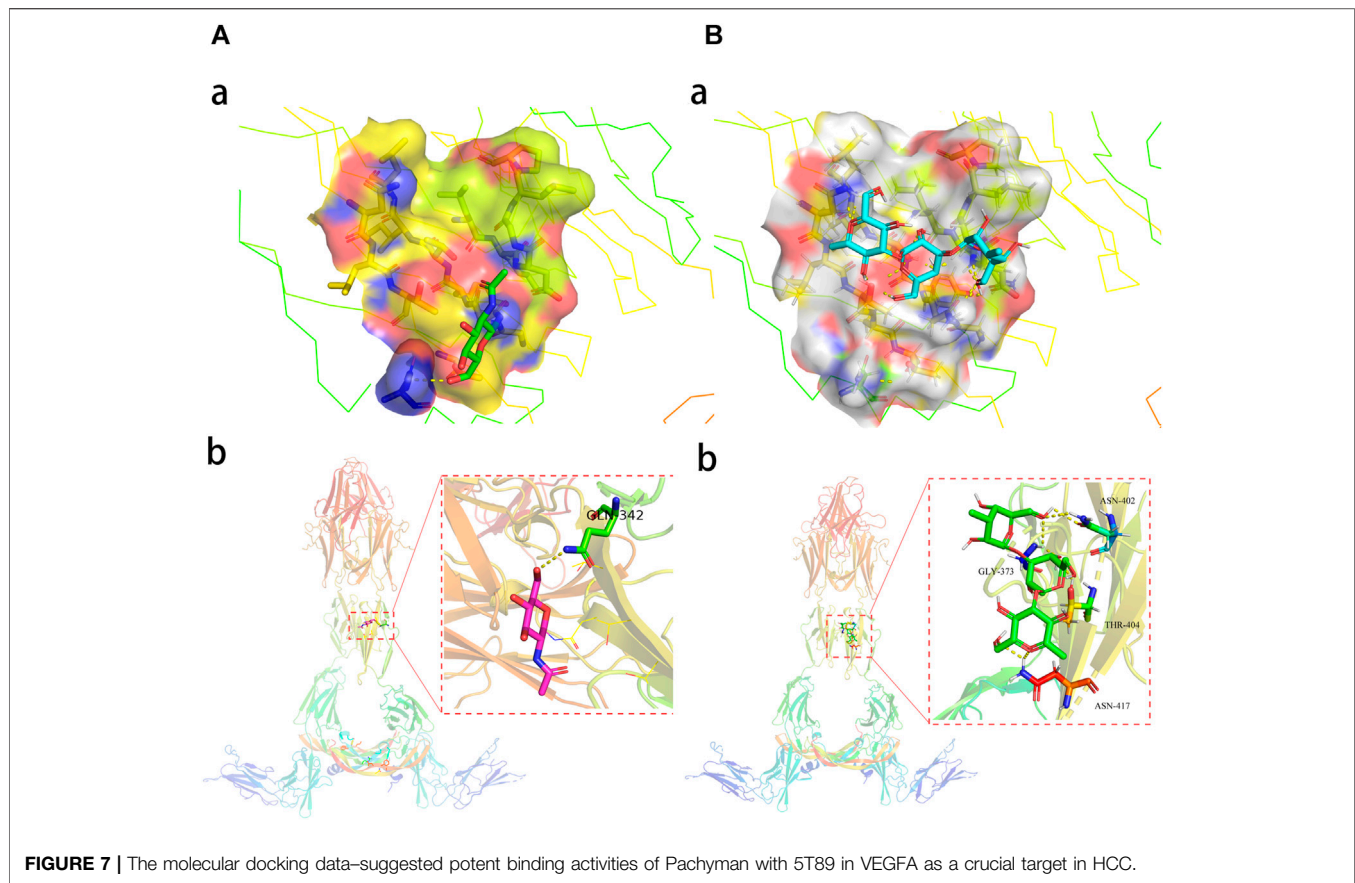 A
B
a
a
b
GLN-342
b
ASN-402
GLY-373
THR-404
ASN-417
FIGURE 7 | The molecular docking data–suggested potent binding activities of Pachyman with 5T89 in VEGFA as a crucial target in HCC.